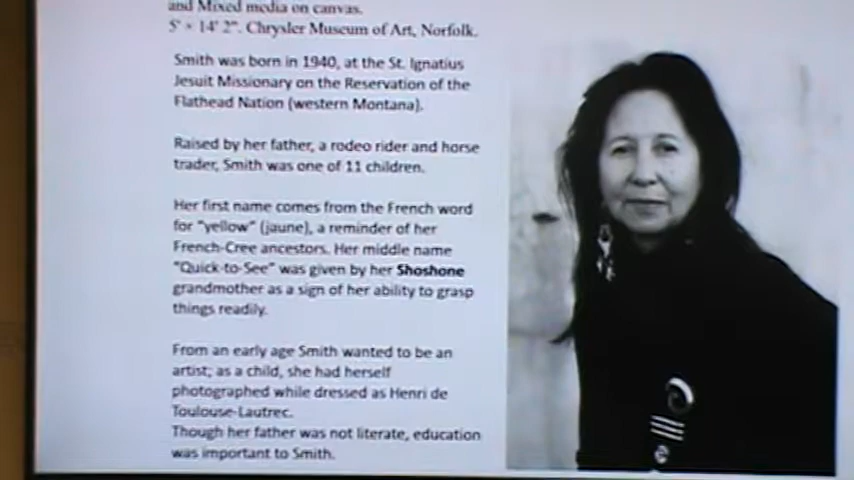 and Mixed media on canvas.
5' × 14' 2". Chrysler Museum of Art, Norfolk.
Smith was born in 1940, at the St. Ignatius
Jesuit Missionary on the Reservation of the
Flathead Nation (western Montana).
Raised by her father, a rodeo rider and horse
trader, Smith was one of 11 children.
Her first name comes from the French word
for "yellow" (jaune), a reminder of her
French-Cree ancestors. Her middle name
"Quick-to-See" was given by her Shoshone
grandmother as a sign of her ability to grasp
things readily.
From an early age Smith wanted to be an
artist; as a child, she had herself
photographed while dressed as Henri de
Toulouse-Lautrec.
Though her father was not literate, education
was important to Smith.